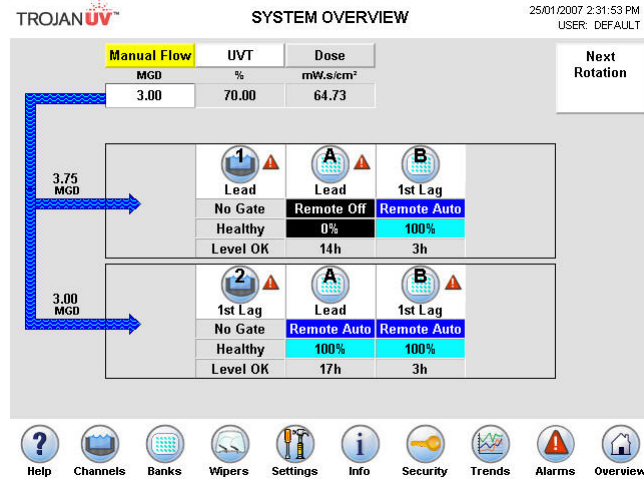 TROJANUV™
SYSTEM OVERVIEW
25/01/2007 2:31:53 PM
USER: DEFAULT
Manual Flow UVT Dose
MGD % mW.s/cm²
3.00 70.00 64.73
Next
Rotation
3.75
MGD
1 A B
Lead Lead 1st Lag
No Gate Remote Off Remote Auto
Healthy 0% 100%
Level OK 14h 3h
3.00
MGD
2 A B
1st Lag Lead 1st Lag
No Gate Remote Auto Remote Auto
Healthy 100% 100%
Level OK 17h 3h
Help Channels Banks Wipers Settings Info Security Trends Alarms Overview